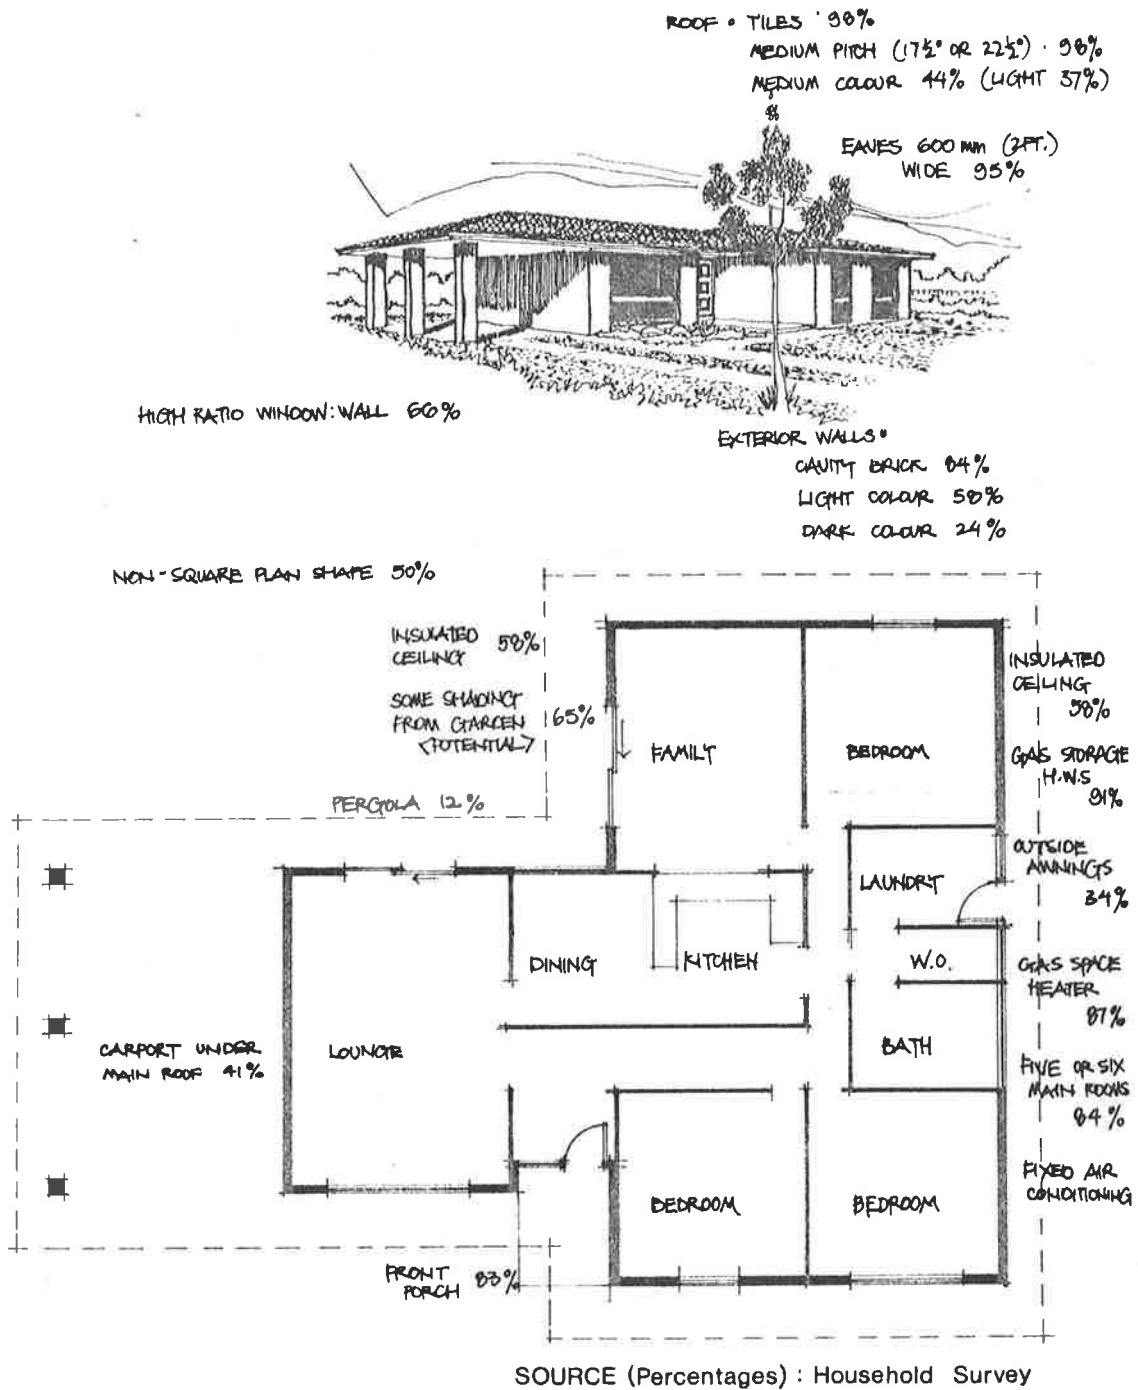 ROOF • TILES 98%
MEDIUM PITCH (17½° OR 22½°) • 98%
MEDIUM COLOUR 44% (LIGHT 37%)
EAVES 600mm (2FT.)
WIDE 95%
HIGH RATIO WINDOW:WALL 66%
EXTERIOR WALLS•
CAVITY BRICK 84%
LIGHT COLOUR 58%
DARK COLOUR 24%
NON-SQUARE PLAN SHAPE 50%
INSULATED
CEILING 58%
SOME SHADING
FROM GARDEN 65%
<POTENTIAL>
PERGOLA 12%
INSULATED
CEILING
58%
GAS STORAGE
H.W.S
91%
OUTSIDE
AWNINGS
34%
GAS SPACE
HEATER
87%
FIVE OR SIX
MAIN ROOMS
84%
FIXED AIR
CONDITIONING
FAMILY
BEDROOM
LAUNDRY
DINING
KITCHEN
W.O.
CARPORT UNDER
MAIN ROOF 41%
LOUNGE
BATH
BEDROOM
BEDROOM
FRONT
PORCH 83%
SOURCE (Percentages) : Household Survey